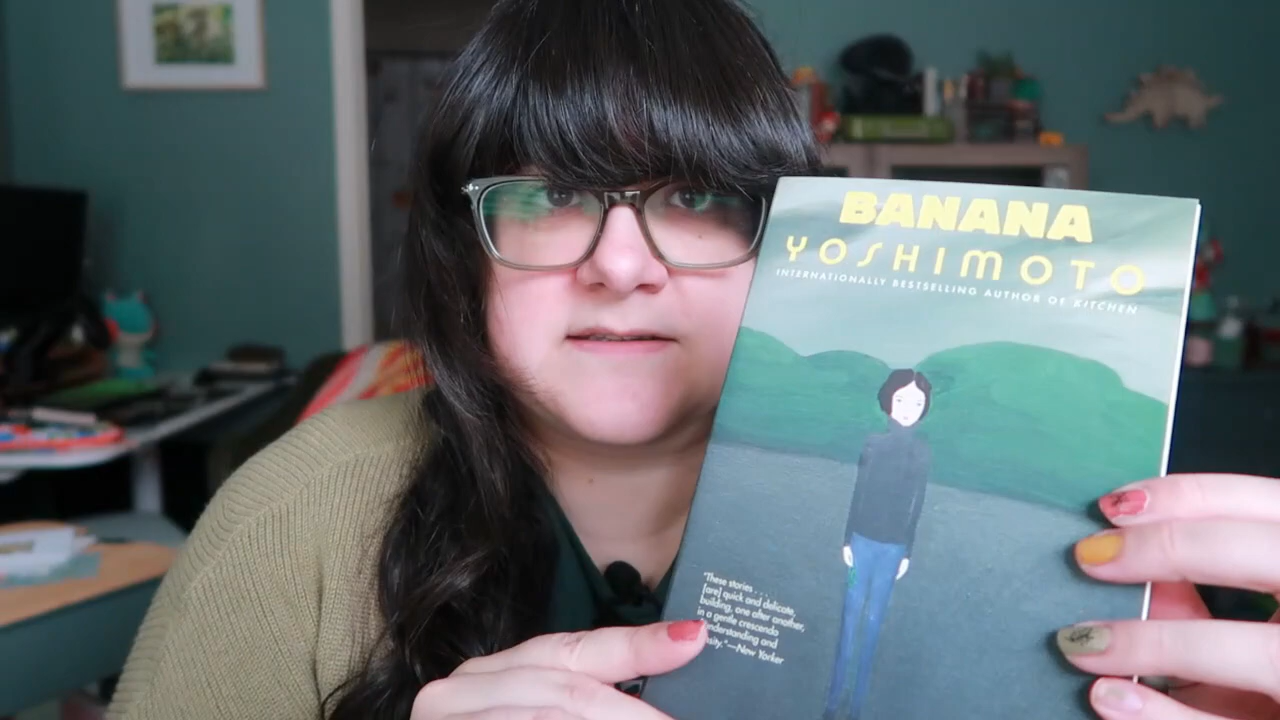 BANANA
YOSHIMOTO
INTERNATIONALLY BESTSELLING AUTHOR OF KITCHEN
"These stories . . .
[are] quick and delicate,
building, one after another,
in a gentle crescendo
understanding and
"—New Yorker